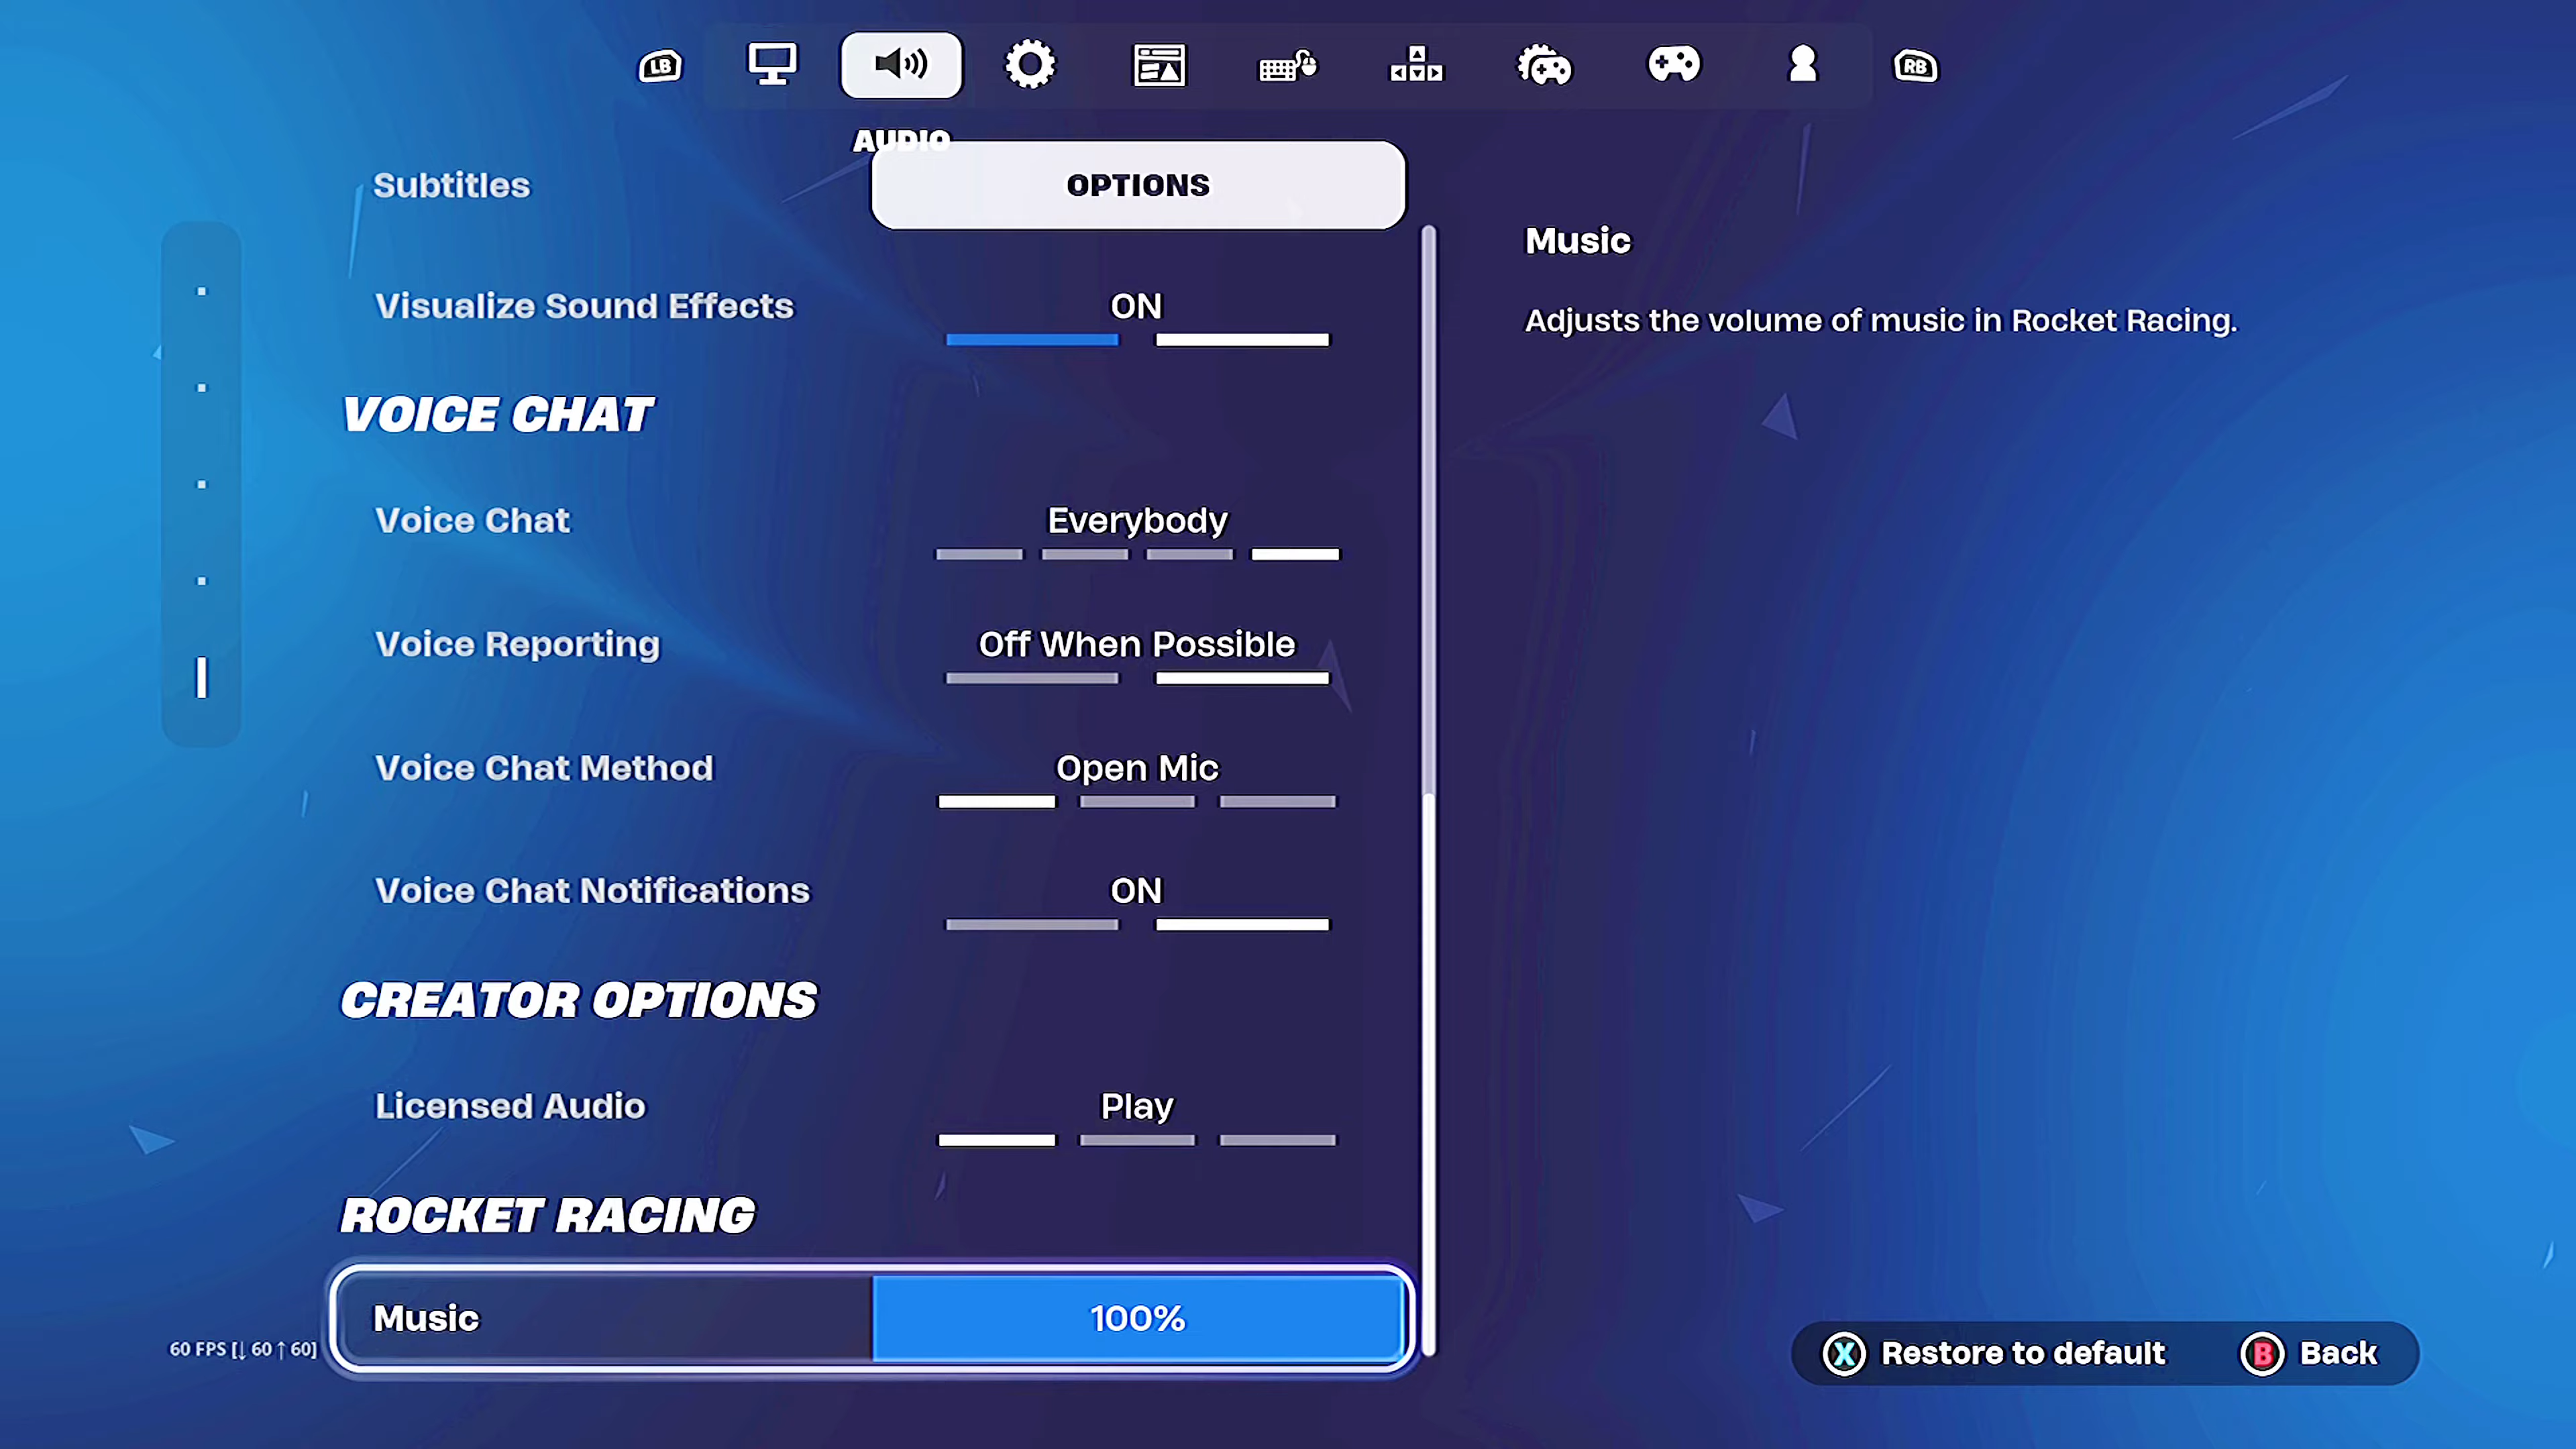 LB
RB
AUDIO
Subtitles
OPTIONS
Music
Adjusts the volume of music in Rocket Racing.
Visualize Sound Effects
ON
VOICE CHAT
Voice Chat
Everybody
Voice Reporting
Off When Possible
Voice Chat Method
Open Mic
Voice Chat Notifications
ON
CREATOR OPTIONS
Licensed Audio
Play
ROCKET RACING
Music
100%
60 FPS [↓ 60 ↑ 60]
X Restore to default
B Back